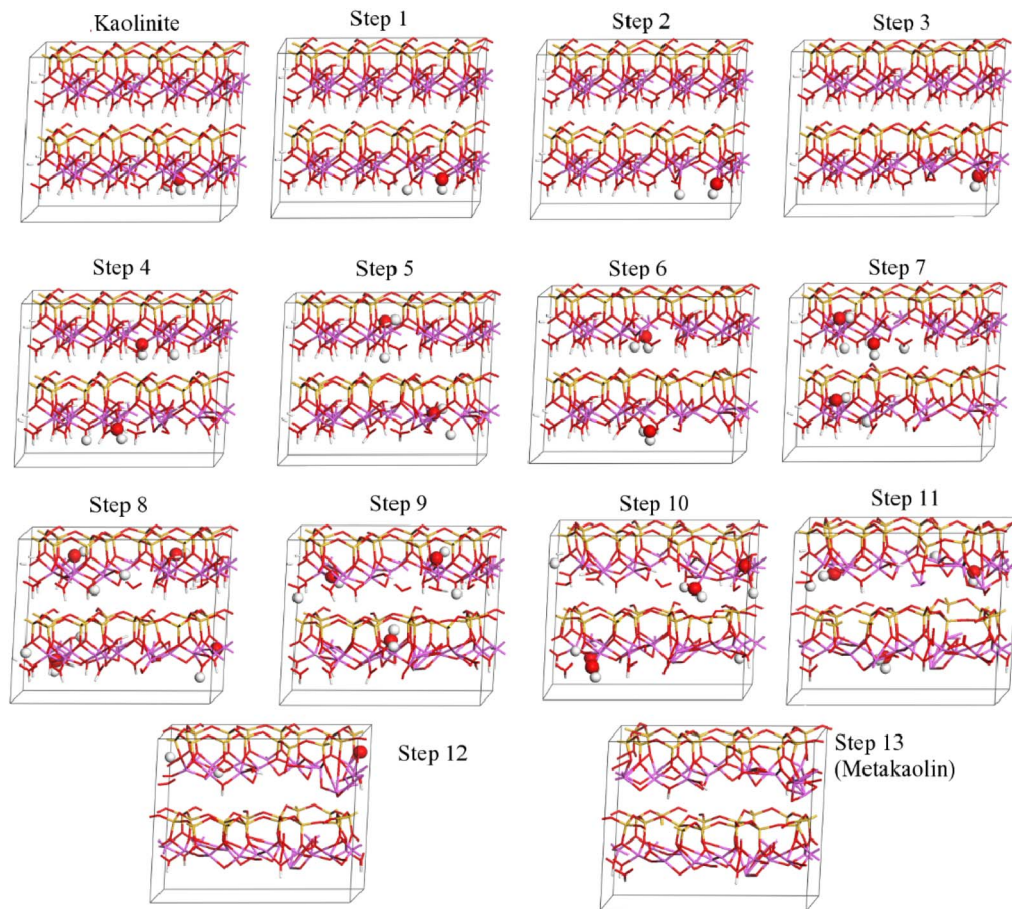 Kaolinite
Step 1
Step 2
Step 3
Step 4
Step 5
Step 6
Step 7
Step 8
Step 9
Step 10
Step 11
Step 12
Step 13
(Metakaolin)